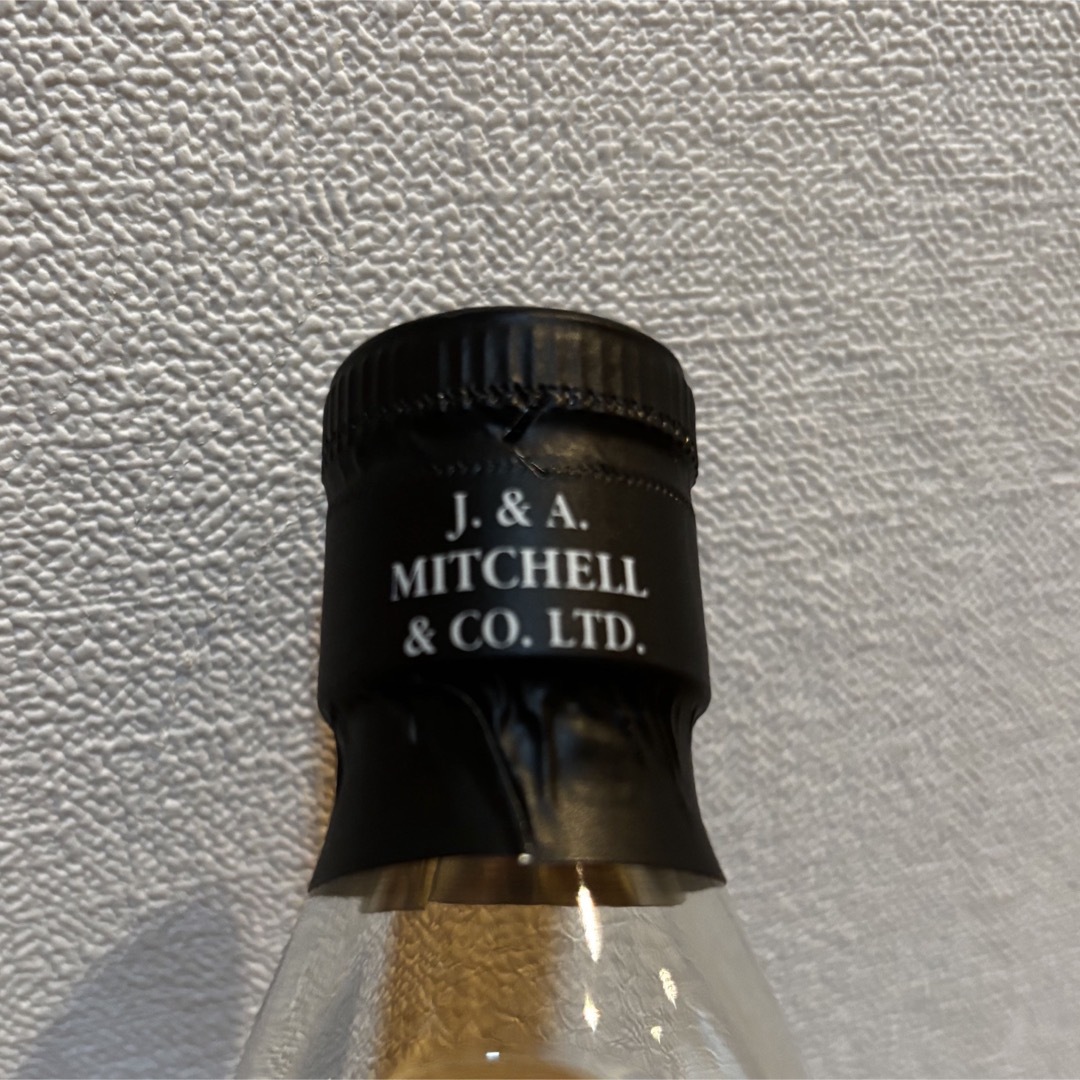 J. & A.
MITCHELL
& CO. LTD.